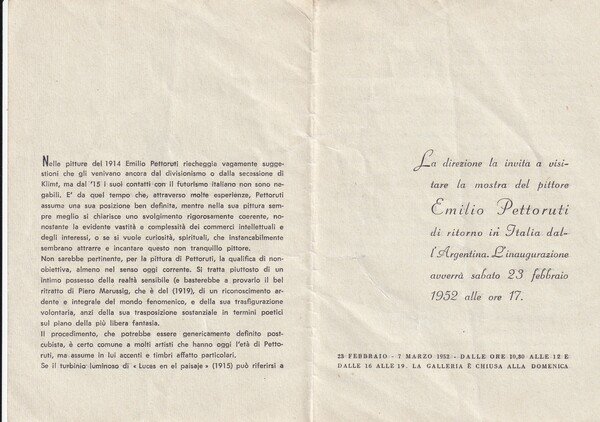 Nelle pitture del 1914 Emilio Pettoruti riecheggia vagamente sugge-
stioni che gli venivano ancora dal divisionismo o dalla secessione di
Klimt, ma dal '15 i suoi contatti con il futurismo italiano non sono ne-
gabili. E' da quel tempo che, attraverso molte esperienze, Pettoruti
assume una sua posizione ben definita, mentre nella sua pittura sem-
pre meglio si chiarisce uno svolgimento rigorosamente coerente, no-
nostante la evidente vastità e complessità dei commerci intellettuali e
degli interessi, o se si vuole curiosità, spirituali, che instancabilmente
sembrano attrarre e incantare questo non tranquillo pittore.
Non sarebbe pertinente, per la pittura di Pettoruti, la qualifica di non-
obiettiva, almeno nel senso oggi corrente. Si tratta piuttosto di un
intimo possesso della realtà sensibile (e basterebbe a provarlo il bel
ritratto di Piero Marussig, che è del (1919), di un riconoscimento ar-
dente e integrale del mondo fenomenico, e della sua trasfigurazione
volontaria, anzi della sua trasposizione sostanziale in termini poetici
sul piano della più libera fantasia.
Il procedimento, che potrebbe essere genericamente definito post-
cubista, è certo comune a molti artisti che hanno oggi l'età di Petto-
ruti, ma assume in lui accenti e timbri affatto particolari.
Se il turbinio luminoso di « Luces en el paisaje » (1915) può riferirsi a
La direzione la invita a visi-
tare la mostra del pittore
Emilio Pettoruti
di ritorno in Italia dal-
l'Argentina. L'inaugurazione
avverrà sabato 23 febbraio
1952 alle ore 17.
23 FEBBRAIO - 7 MARZO 1952 - DALLE ORE 10,30 ALLE 12 E
DALLE 16 ALLE 19. LA GALLERIA È CHIUSA ALLA DOMENICA